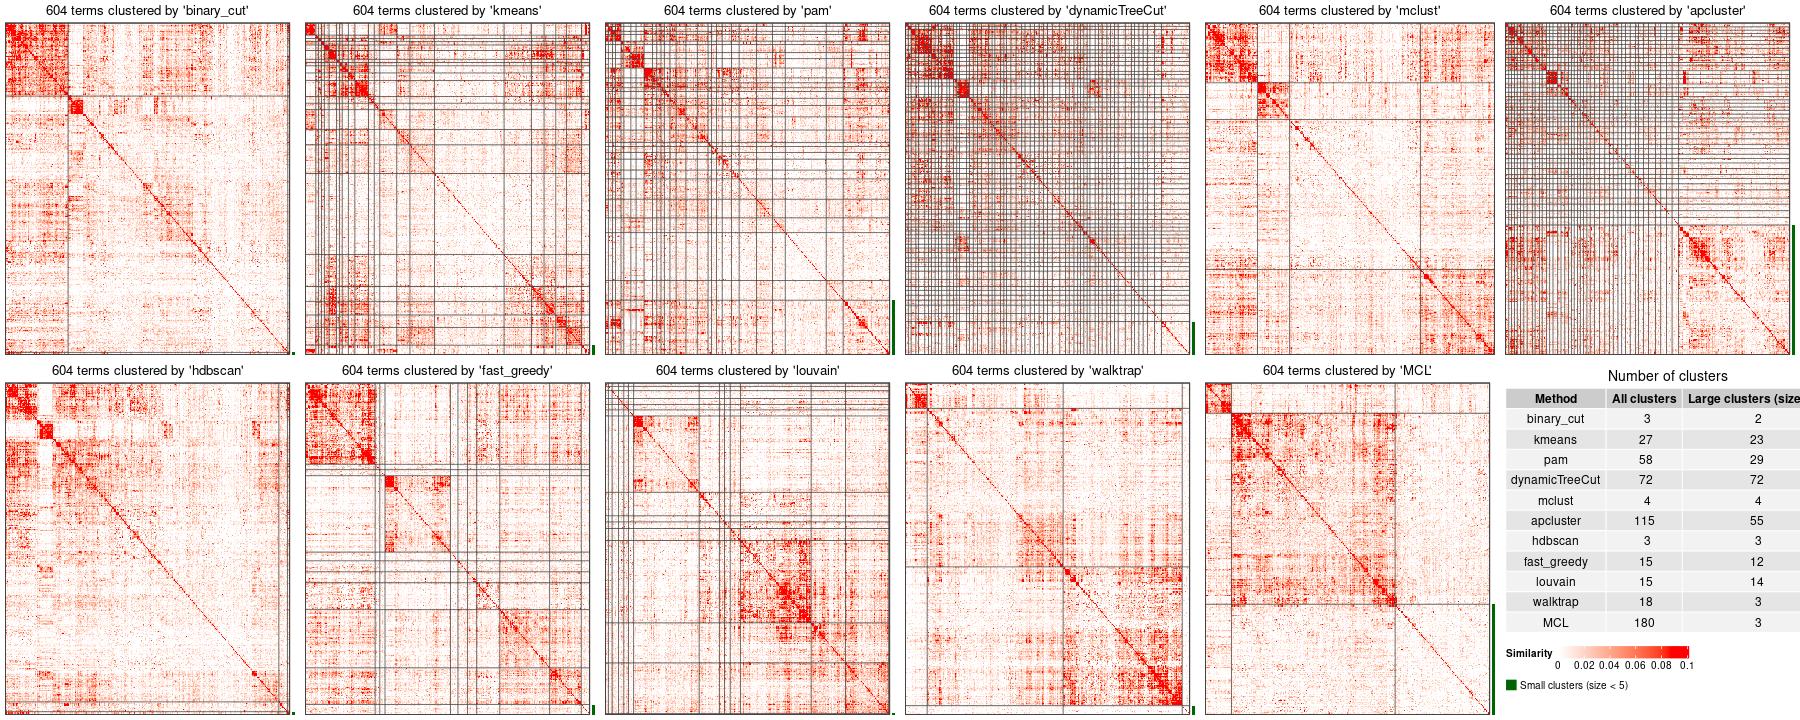 604 terms clustered by 'binary_cut'
604 terms clustered by 'kmeans'
604 terms clustered by 'pam'
604 terms clustered by 'dynamicTreeCut'
604 terms clustered by 'mclust'
604 terms clustered by 'apcluster'
604 terms clustered by 'hdbscan'
604 terms clustered by 'fast_greedy'
604 terms clustered by 'louvain'
604 terms clustered by 'walktrap'
604 terms clustered by 'MCL'
Number of clusters
Method All clusters Large clusters (size
binary_cut 3 2
kmeans 27 23
pam 58 29
dynamicTreeCut 72 72
mclust 4 4
apcluster 115 55
hdbscan 3 3
fast_greedy 15 12
louvain 15 14
walktrap 18 3
MCL 180 3
Similarity
0 0.02 0.04 0.06 0.08 0.1
Small clusters (size < 5)